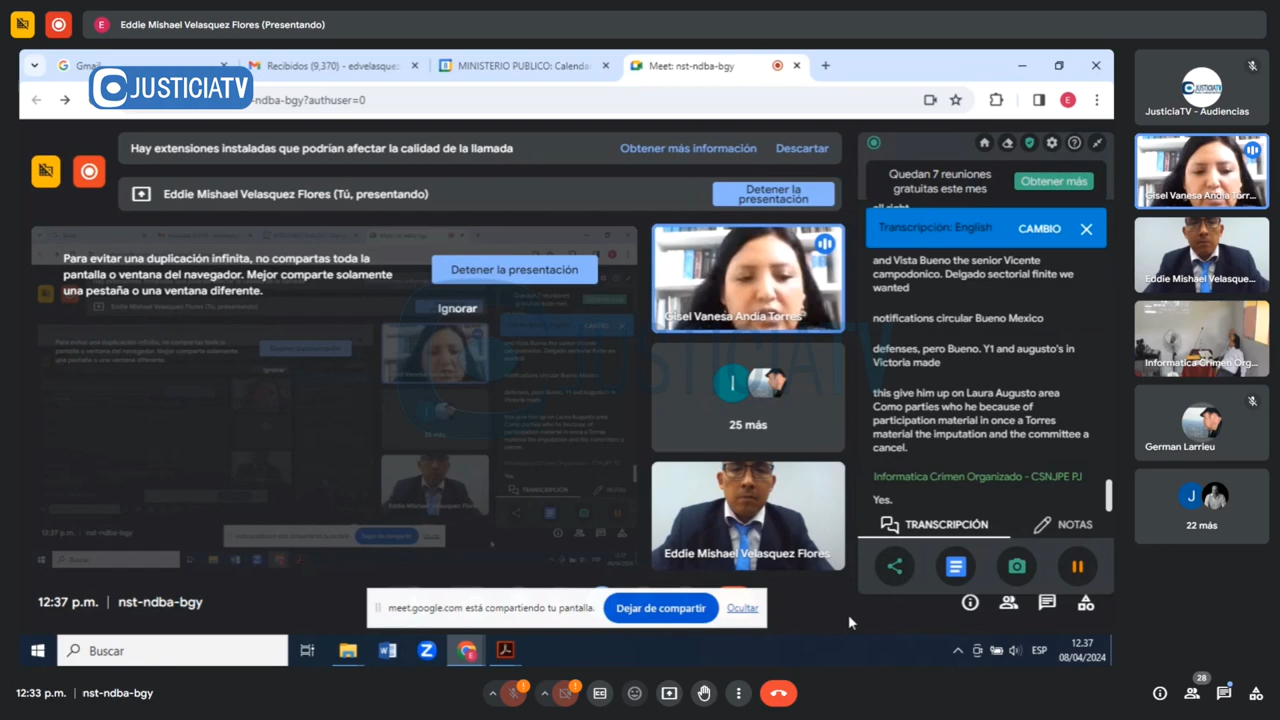 E Eddie Mishael Velasquez Flores (Presentando)
Gmail
Recibidos (9,370) - edvelasque:
MINISTERIO PUBLICO: Calenda
Meet: nst-ndba-bgy
JUSTICIATV
-ndba-bgy?authuser=0
E
Hay extensiones instaladas que podrían afectar la calidad de la llamada
Obtener más información
Descartar
Eddie Mishael Velasquez Flores (Tú, presentando)
Detener la
presentación
Para evitar una duplicación infinita, no compartas toda la
pantalla o ventana del navegador. Mejor comparte solamente
una pestaña o una ventana diferente.
Detener la presentación
Ignorar
Gisel Vanesa Andia Torres
I
25 más
Eddie Mishael Velasquez Flores
Quedan 7 reuniones
gratuitas este mes
Obtener más
all right
Transcripción: English
CAMBIO
and Vista Bueno the senior Vicente
campodonico. Delgado sectorial finite we
wanted
notifications circular Bueno Mexico
defenses, pero Bueno. Y1 and augusto's in
Victoria made
this give him up on Laura Augusto area
Como parties who he because of
participation material in once a Torres
material the imputation and the committee a
cancel.
Informatica Crimen Organizado - CSNJPE PJ
Yes.
TRANSCRIPCIÓN
NOTAS
12:37 p.m. | nst-ndba-bgy
meet.google.com está compartiendo tu pantalla.
Dejar de compartir
Ocultar
Buscar
ESP
12:37
08/04/2024
JusticiaTV - Audiencias
Gisel Vanesa Andia Torr...
Eddie Mishael Velasque...
Informatica Crimen Org...
German Larrieu
J
22 más
12:33 p.m. | nst-ndba-bgy
28